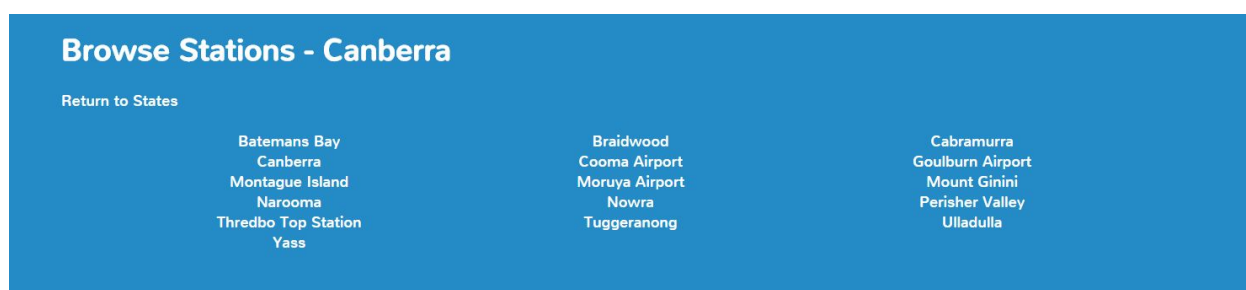 Browse Stations - Canberra
Return to States
Batemans Bay Braidwood Cabramurra
Canberra Cooma Airport Goulburn Airport
Montague Island Moruya Airport Mount Ginini
Narooma Nowra Perisher Valley
Thredbo Top Station Tuggeranong Ulladulla
Yass